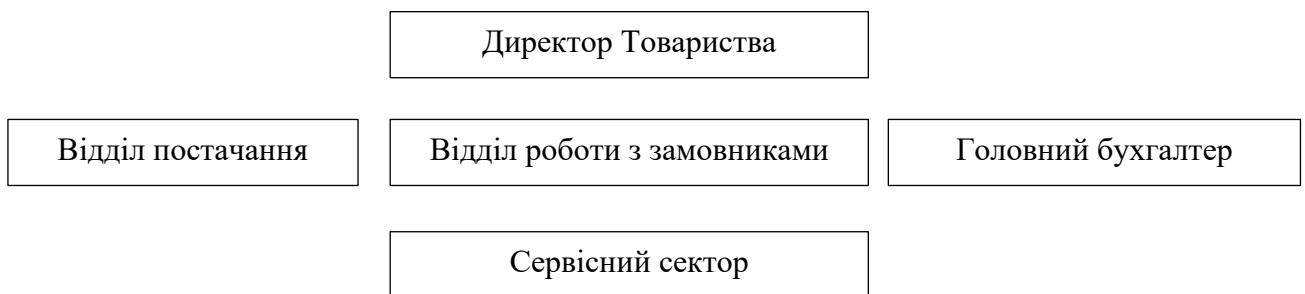 Директор Товариства
Відділ постачання
Відділ роботи з замовниками
Головний бухгалтер
Сервісний сектор